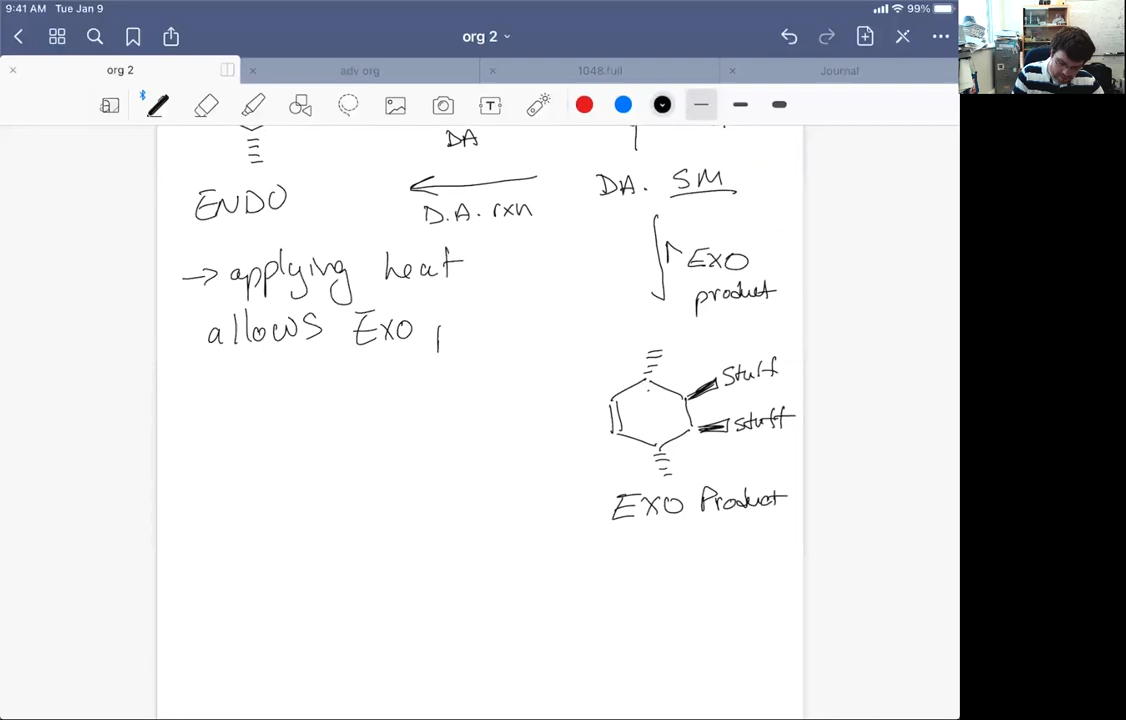 9:41 AM Tue Jan 9
99%
org 2
org 2
adv org
1048.full
Journal
T
DA
DA. SM
ENDO
D.A. rxn
EXO
product
→ applying heat
allows Exo p
stuff
stuff
EXO Product